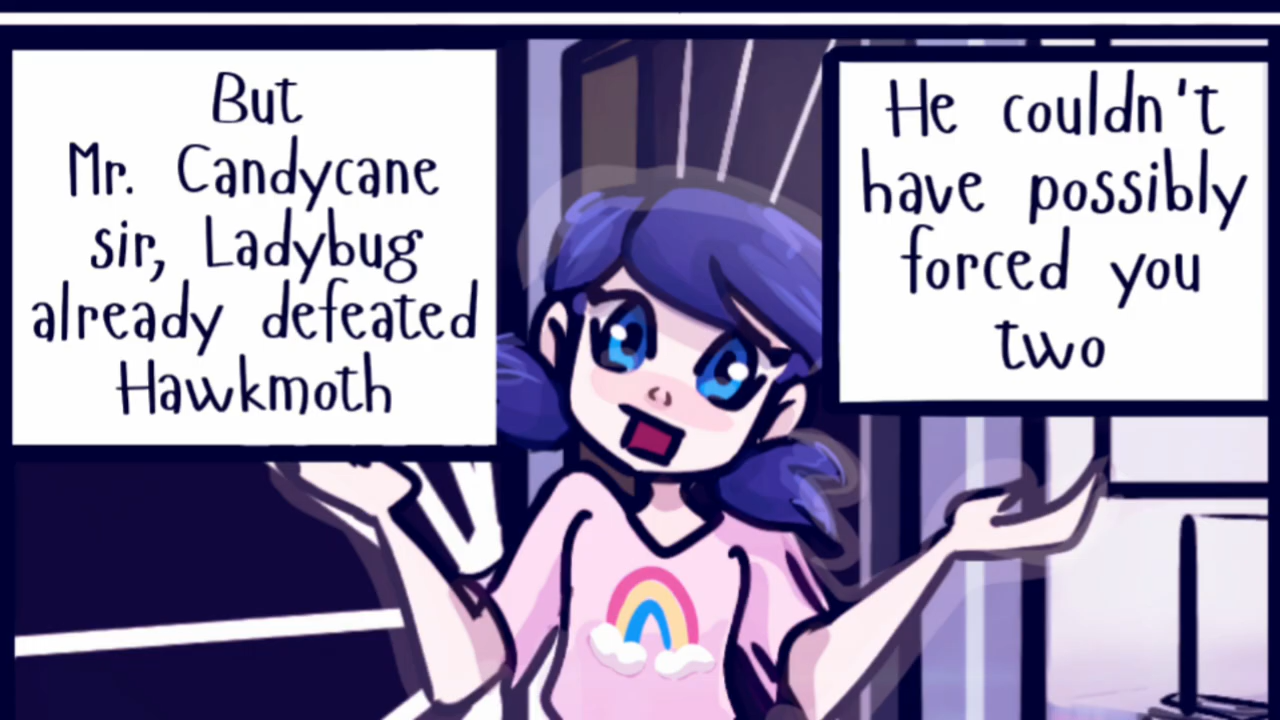 But
Mr. Candycane
sir, Ladybug
already defeated
Hawkmoth
He couldn't
have possibly
forced you
two